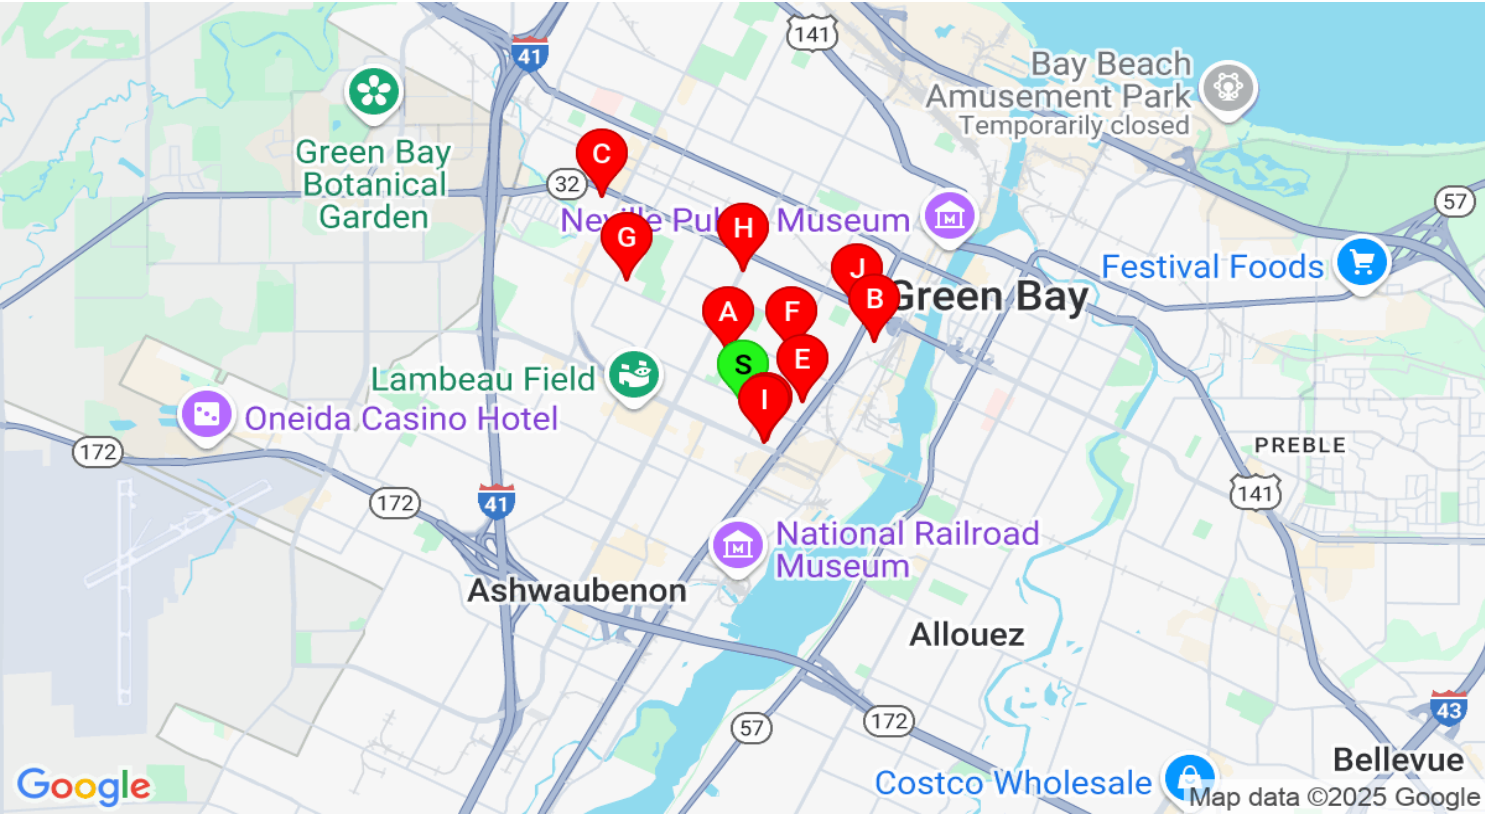 41
141
Bay Beach
Amusement Park
Temporarily closed
Green Bay
Botanical
Garden
C
32
57
Museum
G
H
Festival Foods
J
B
Green Bay
A
F
S
E
Lambeau Field
I
Oneida Casino Hotel
172
PREBLE
172
41
141
National Railroad
Museum
Ashwaubenon
Allouez
57
172
43
Bellevue
Google
Costco Wholesale
Map data ©2025 Google